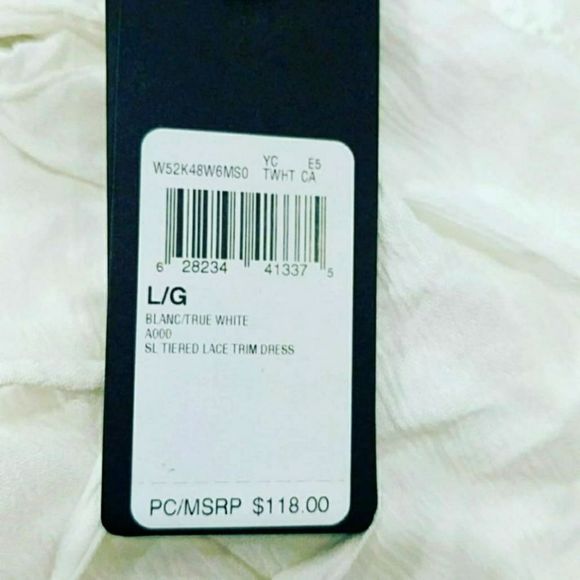 W52K48W6MS0 YC E5
TWHT CA
6 28234 41337 5
L/G
BLANC/TRUE WHITE
A000
SL TIERED LACE TRIM DRESS
PC/MSRP $118.00